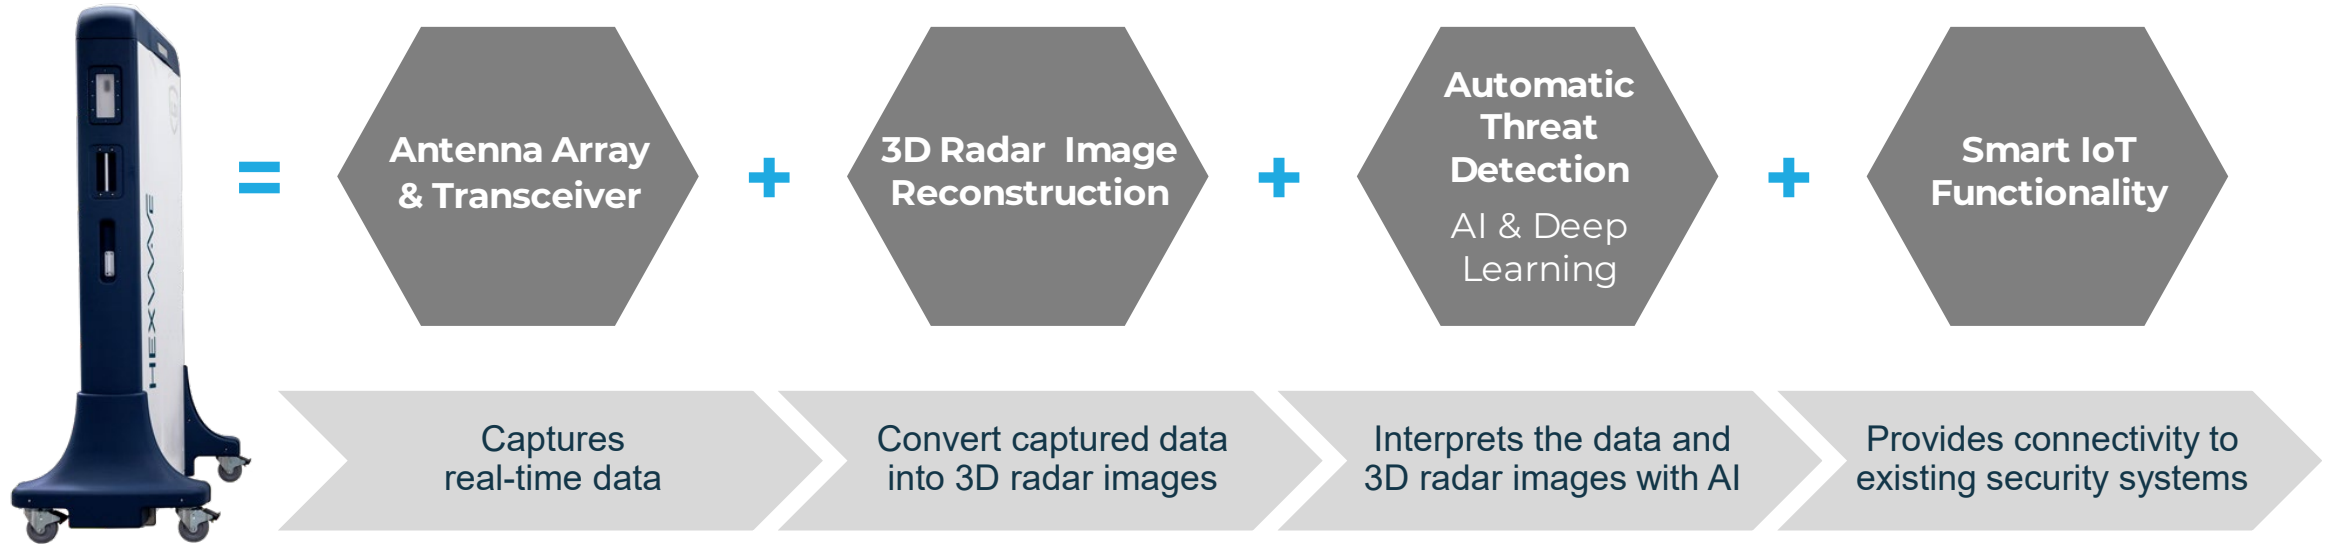 HEXWAVE
=
Antenna Array
& Transceiver
+
3D Radar Image
Reconstruction
+
Automatic
Threat
Detection
AI & Deep
Learning
+
Smart IoT
Functionality
Captures
real-time data
Convert captured data
into 3D radar images
Interprets the data and
3D radar images with AI
Provides connectivity to
existing security systems